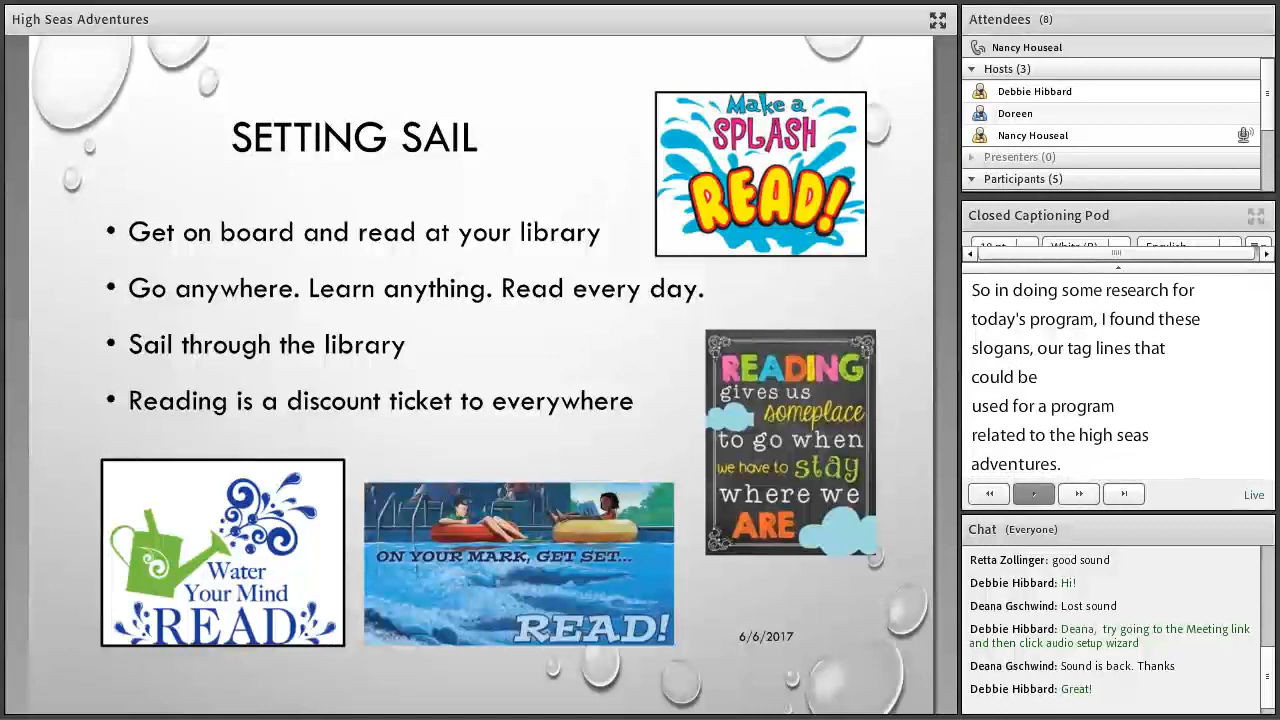 High Seas Adventures
SETTING SAIL
• Get on board and read at your library
• Go anywhere. Learn anything. Read every day.
• Sail through the library
• Reading is a discount ticket to everywhere
Make a
SPLASH
READ!
READING
gives us
someplace
to go when
we have to stay
where we
ARE
Water
Your Mind
READ
ON YOUR MARK, GET SET...
READ!
6/6/2017
Attendees (8)
Nancy Houseal
Hosts (3)
Debbie Hibbard
Doreen
Nancy Houseal
Presenters (0)
Participants (5)
Closed Captioning Pod
So in doing some research for
today's program, I found these
slogans, our tag lines that
could be
used for a program
related to the high seas
adventures.
Live
Chat (Everyone)
Retta Zollinger: good sound
Debbie Hibbard: Hi!
Deana Gschwind: Lost sound
Debbie Hibbard: Deana, try going to the Meeting link
and then click audio setup wizard
Deana Gschwind: Sound is back. Thanks
Debbie Hibbard: Great!